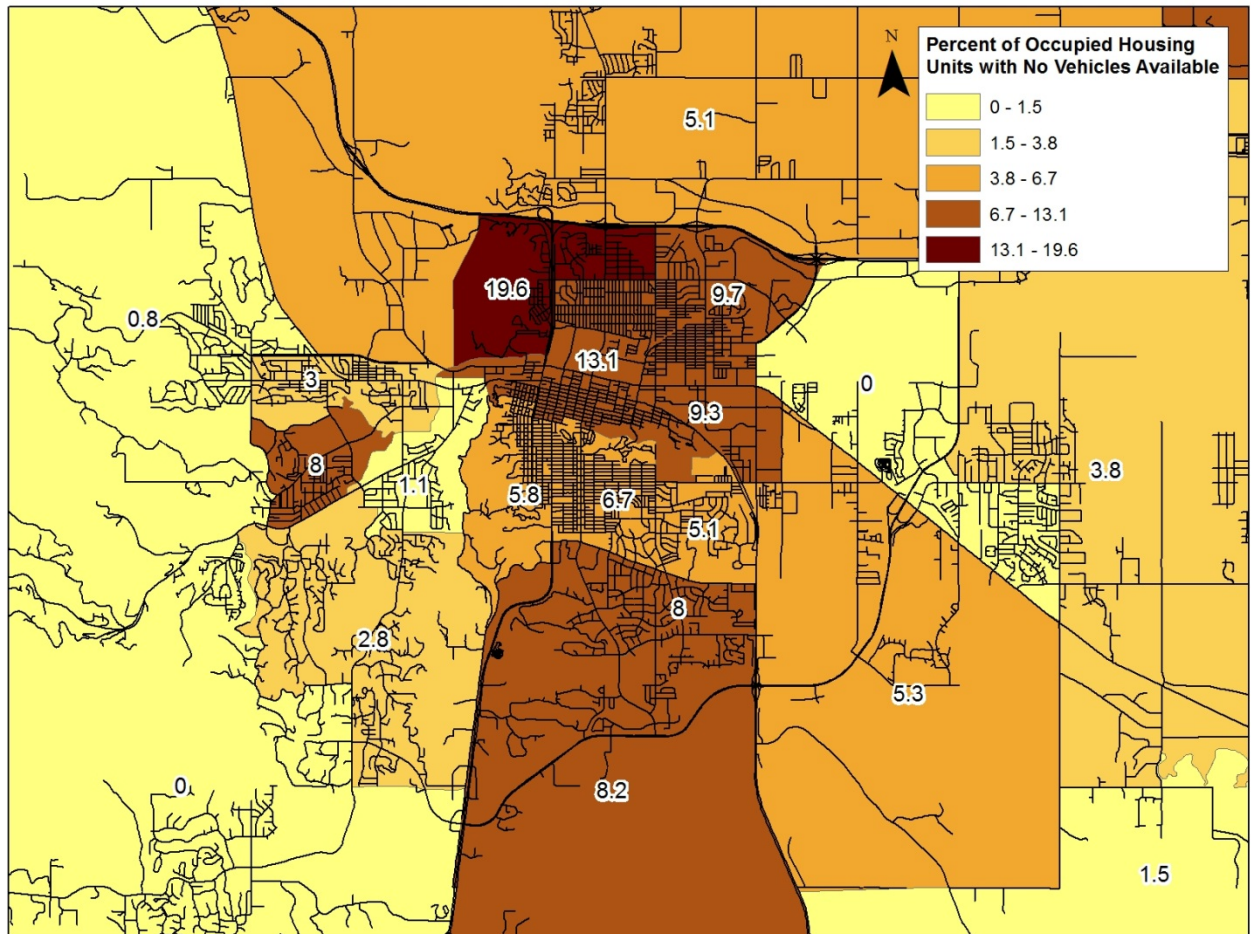 N
Percent of Occupied Housing
Units with No Vehicles Available
0 - 1.5
1.5 - 3.8
3.8 - 6.7
6.7 - 13.1
13.1 - 19.6
5.1
19.6
9.7
0.8
13.1
3
0
9.3
8
1.1
3.8
5.8
6.7
5.1
8
2.8
5.3
0
8.2
1.5